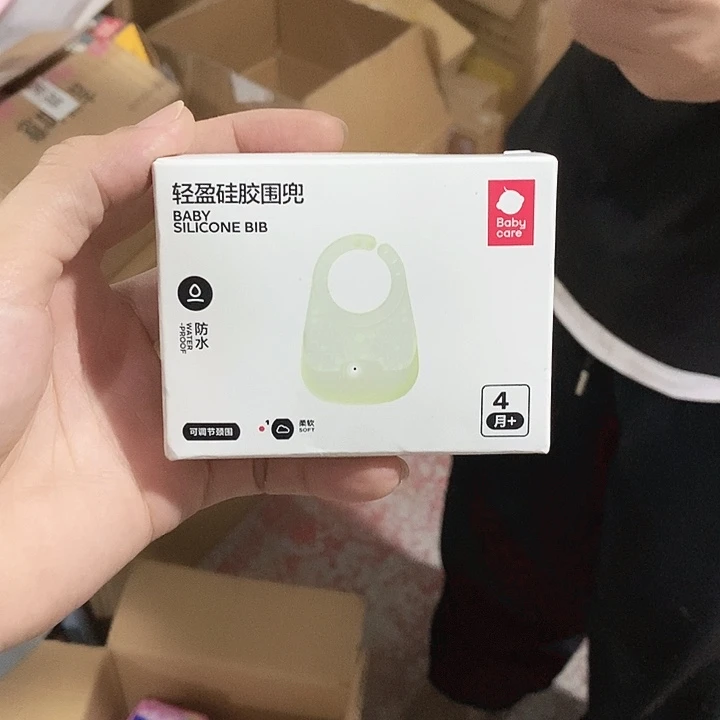 轻盈硅胶围兜
BABY
SILICONE BIB
Baby
care
防水
WATER
-PROOF
可调节颈围
柔软
SOFT
4
月+